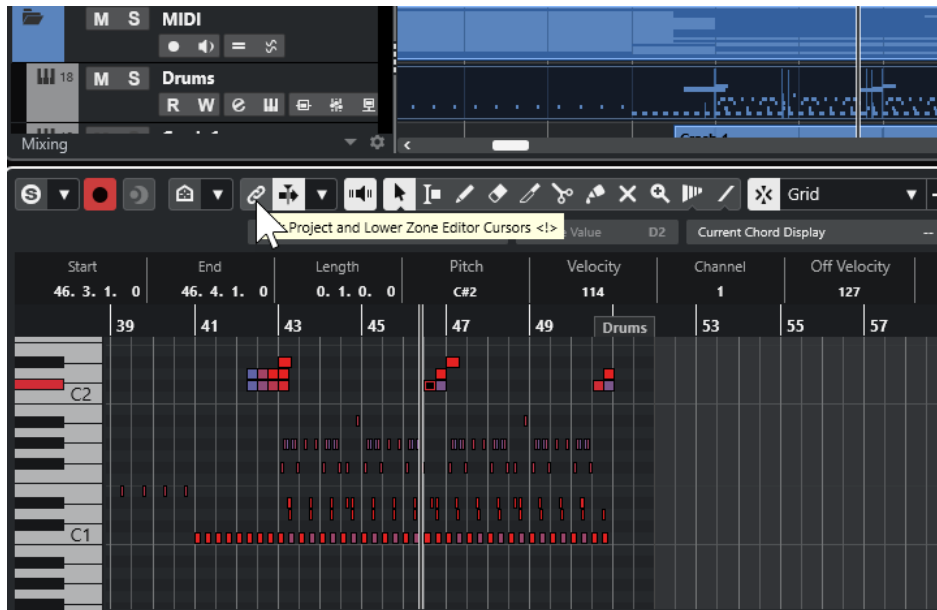 M S MIDI
18 M S Drums
R W
Mixing
Grid
Project and Lower Zone Editor Cursors <!>
Value D2 Current Chord Display --
Start End Length Pitch Velocity Channel Off Velocity
46. 3. 1. 0 46. 4. 1. 0 0. 1. 0. 0 C#2 114 1 127
39 41 43 45 47 49 Drums 53 55 57
C2
C1